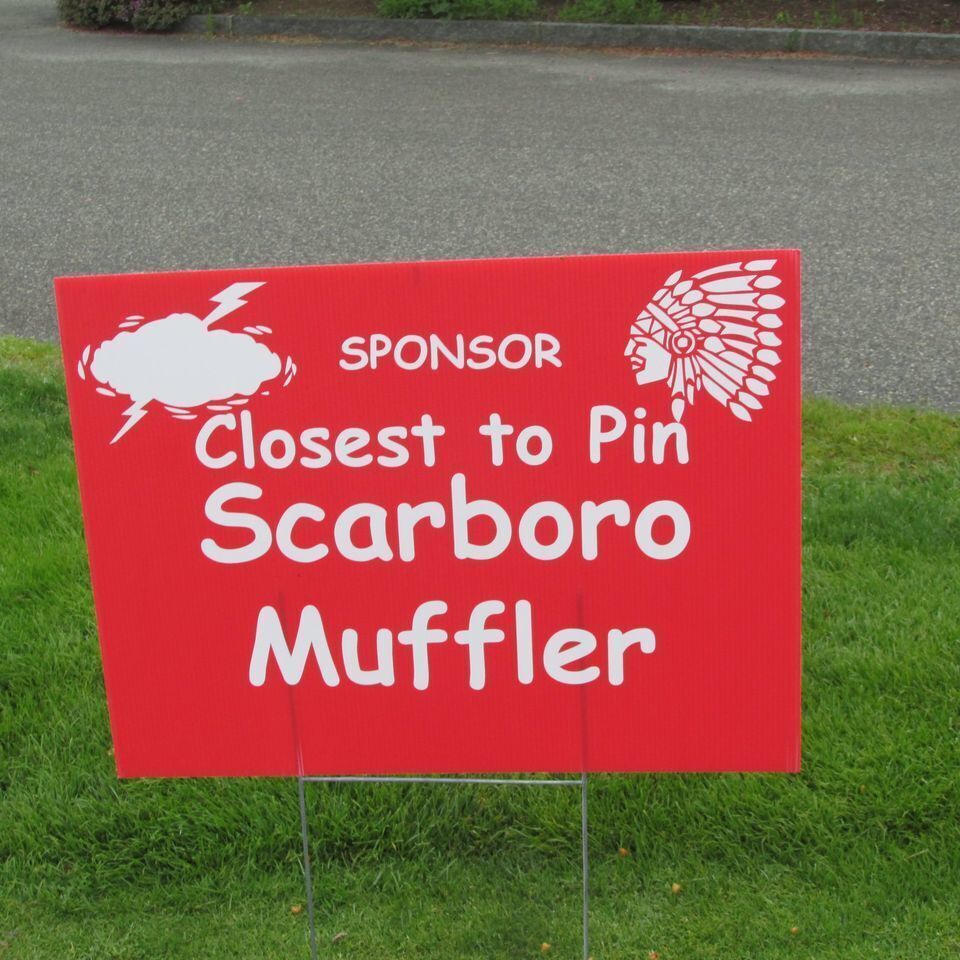 SPONSOR
Closest to Pin
Scarboro
Muffler